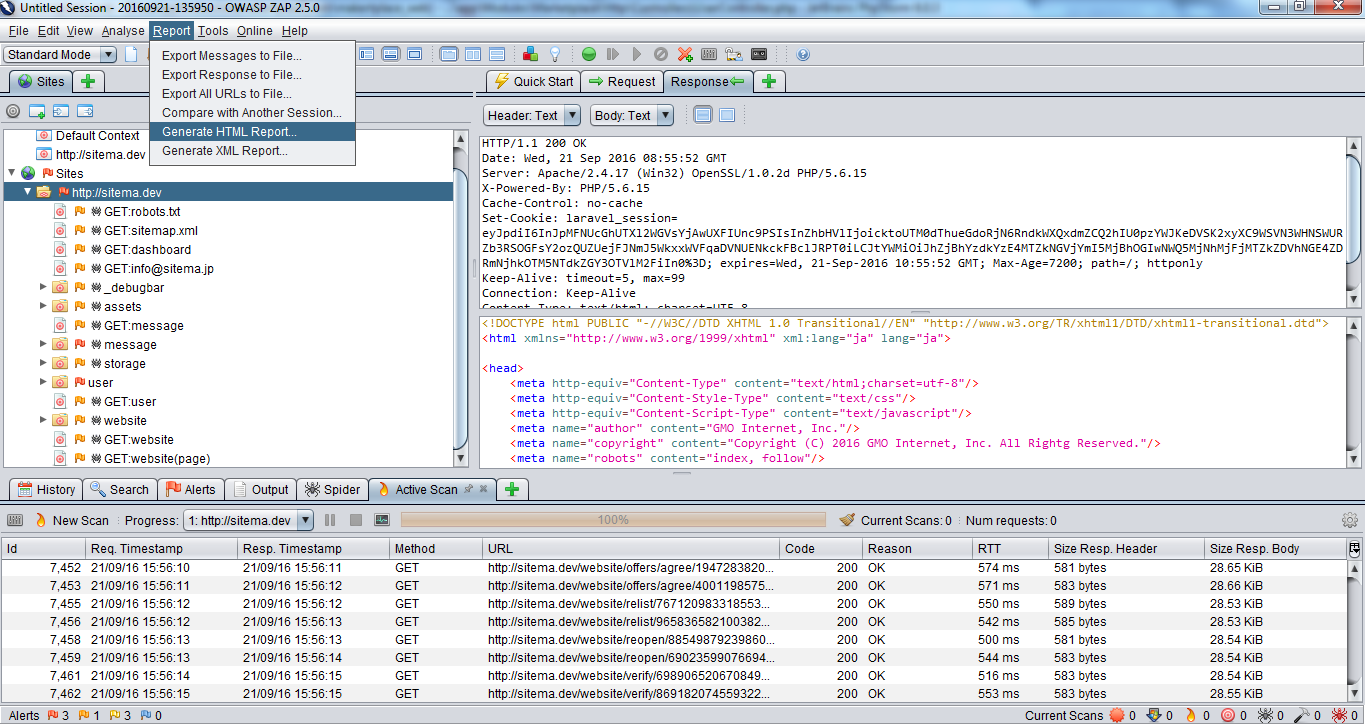 Untitled Session - 20160921-135950 - OWASP ZAP 2.5.0
File Edit View Analyse Report Tools Online Help
Standard Mode
Export Messages to File...
Export Response to File...
Export All URLs to File...
Compare with Another Session...
Generate HTML Report...
Generate XML Report...
Sites
Quick Start Request Response
Header: Text Body: Text
Default Context
http://sitema.dev
Sites
http://sitema.dev
GET:robots.txt
GET:sitemap.xml
GET:dashboard
GET:info@sitema.jp
_debugbar
assets
GET:message
message
storage
user
GET:user
website
GET:website
GET:website(page)
HTTP/1.1 200 OK
Date: Wed, 21 Sep 2016 08:55:52 GMT
Server: Apache/2.4.17 (Win32) OpenSSL/1.0.2d PHP/5.6.15
X-Powered-By: PHP/5.6.15
Cache-Control: no-cache
Set-Cookie: laravel_session=
expires=Wed, 21-Sep-2016 10:55:52 GMT; Max-Age=7200; path=/; httponly
Keep-Alive: timeout=5, max=99
Connection: Keep-Alive
Content-Type: text/html; charset=UTF-8
<!DOCTYPE html PUBLIC "-//W3C//DTD XHTML 1.0 Transitional//EN" "http://www.w3.org/TR/xhtml1/DTD/xhtml1-transitional.dtd">
<html xmlns="http://www.w3.org/1999/xhtml" xml:lang="ja" lang="ja">
<head>
<meta http-equiv="Content-Type" content="text/html;charset=utf-8"/>
<meta http-equiv="Content-Style-Type" content="text/css"/>
<meta http-equiv="Content-Script-Type" content="text/javascript"/>
<meta name="author" content="GMO Internet, Inc."/>
<meta name="copyright" content="Copyright (C) 2016 GMO Internet, Inc. All Rightg Reserved."/>
<meta name="robots" content="index, follow"/>
History Search Alerts Output Spider Active Scan
New Scan Progress: 1: http://sitema.dev 100% Current Scans: 0 Num requests: 0
Id Req. Timestamp Resp. Timestamp Method URL Code Reason RTT Size Resp. Header Size Resp. Body
7,452 21/09/16 15:56:10 21/09/16 15:56:11 GET http://sitema.dev/website/offers/agree/1947283820... 200 OK 574 ms 581 bytes 28.65 KiB
7,453 21/09/16 15:56:11 21/09/16 15:56:12 GET http://sitema.dev/website/offers/agree/4001198575... 200 OK 571 ms 583 bytes 28.66 KiB
7,455 21/09/16 15:56:12 21/09/16 15:56:12 GET http://sitema.dev/website/relist/767120983318553... 200 OK 550 ms 589 bytes 28.53 KiB
7,456 21/09/16 15:56:12 21/09/16 15:56:13 GET http://sitema.dev/website/relist/965836582100382... 200 OK 542 ms 585 bytes 28.53 KiB
7,458 21/09/16 15:56:13 21/09/16 15:56:13 GET http://sitema.dev/website/reopen/88549879239860... 200 OK 500 ms 581 bytes 28.54 KiB
7,459 21/09/16 15:56:13 21/09/16 15:56:14 GET http://sitema.dev/website/reopen/69023599076694... 200 OK 544 ms 583 bytes 28.54 KiB
7,461 21/09/16 15:56:14 21/09/16 15:56:15 GET http://sitema.dev/website/verify/698906520670849... 200 OK 516 ms 583 bytes 28.54 KiB
7,462 21/09/16 15:56:15 21/09/16 15:56:15 GET http://sitema.dev/website/verify/869182074559322... 200 OK 553 ms 583 bytes 28.55 KiB
Alerts 3 1 3 0 Current Scans 0 0 0 0 0 0 0